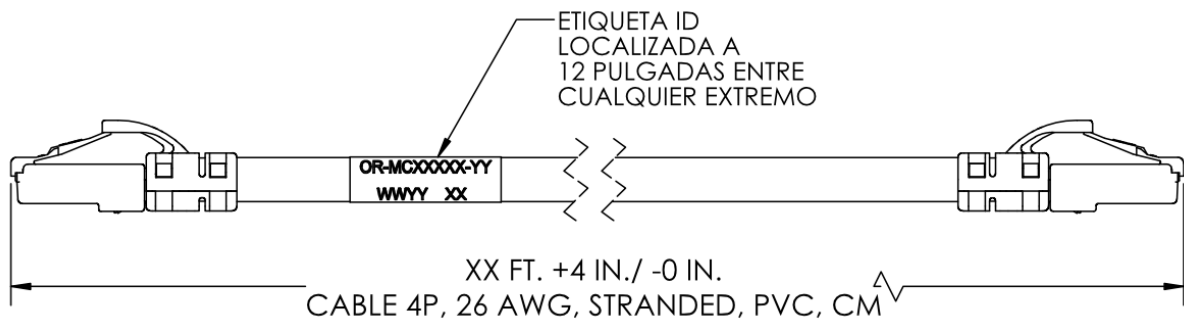 ETIQUETA ID
LOCALIZADA A
12 PULGADAS ENTRE
CUALQUIER EXTREMO
OR-MCXXXXX-YY
WWYY XX
XX FT. +4 IN./ -0 IN.
CABLE 4P, 26 AWG, STRANDED, PVC, CM